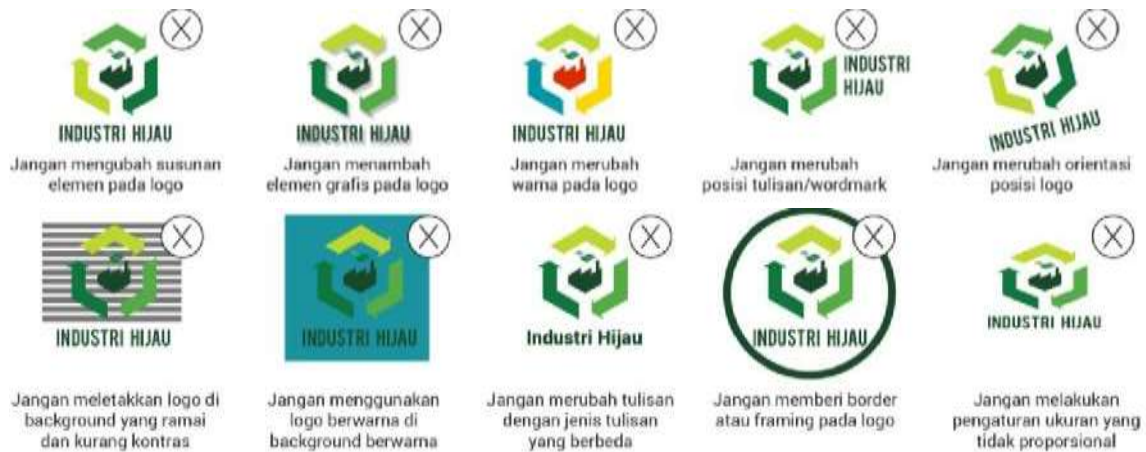 INDUSTRI HIJAU
Jangan mengubah susunan
elemen pada logo
INDUSTRI HIJAU
Jangan menambah
elemen grafis pada logo
INDUSTRI HIJAU
Jangan merubah
warna pada logo
INDUSTRI
HIJAU
Jangan merubah
posisi tulisan/wordmark
INDUSTRI HIJAU
Jangan merubah orientasi
posisi logo
INDUSTRI HIJAU
Jangan meletakkan logo di
background yang ramai
dan kurang kontras
INDUSTRI HIJAU
Jangan menggunakan
logo berwarna di
background berwarna
Industri Hijau
Jangan merubah tulisan
dengan jenis tulisan
yang berbeda
INDUSTRI HIJAU
Jangan memberi border
atau framing pada logo
INDUSTRI HIJAU
Jangan melakukan
pengaturan ukuran yang
tidak proporsional